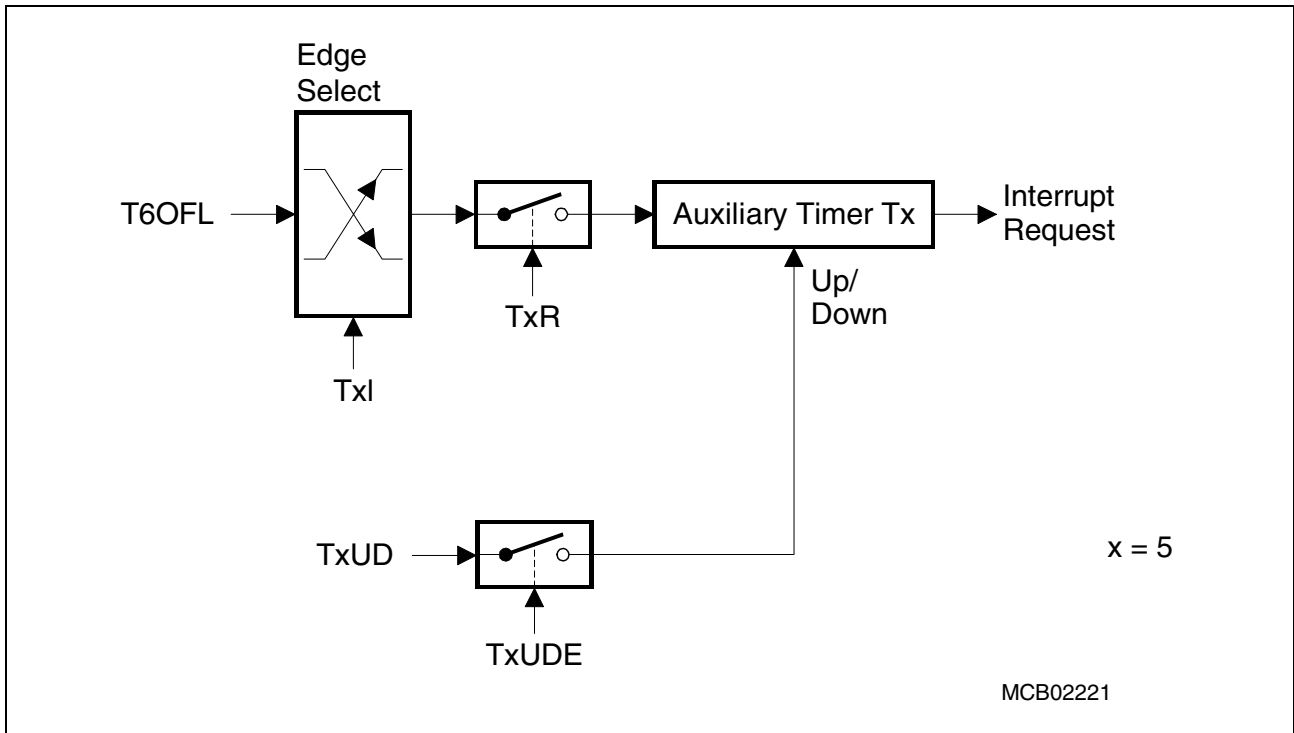 Edge
Select
T6OFL
Auxiliary Timer Tx
Interrupt
Request
TxR
Up/
Down
TxI
TxUD
x = 5
TxUDE
MCB02221